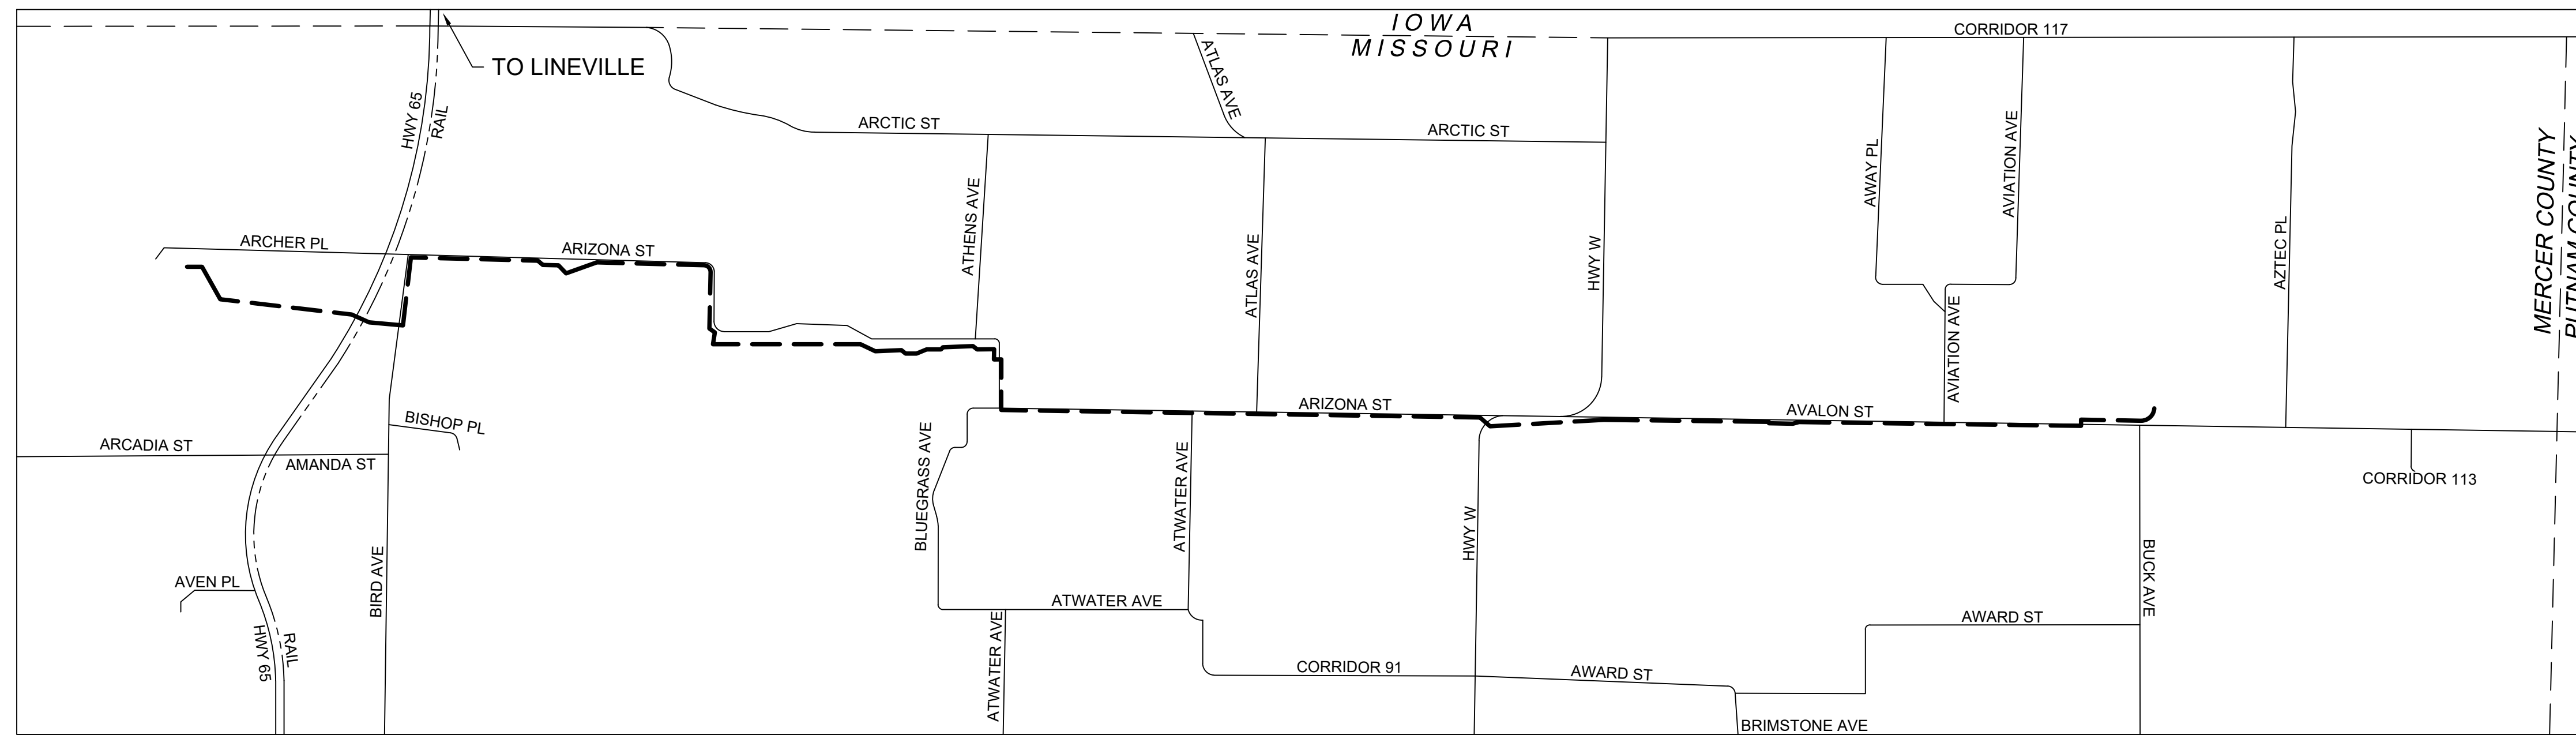 IOWA
CORRIDOR 117
MISSOURI
TO LINEVILLE
ATLAS AVE
HWY 65
RAIL
ARCTIC ST
ARCTIC ST
AWAY PL
AVIATION AVE
MERCER COUNTY
PUTNAM COUNTY
ATHENS AVE
ARCHER PL
ARIZONA ST
ATLAS AVE
HWY W
AZTEC PL
AVIATION AVE
BISHOP PL
ARIZONA ST
AVALON ST
ARCADIA ST
AMANDA ST
BLUEGRASS AVE
ATWATER AVE
HWY W
CORRIDOR 113
BIRD AVE
BUCK AVE
AVEN PL
ATWATER AVE
AWARD ST
HWY 65
RAIL
ATWATER AVE
CORRIDOR 91
AWARD ST
BRIMSTONE AVE